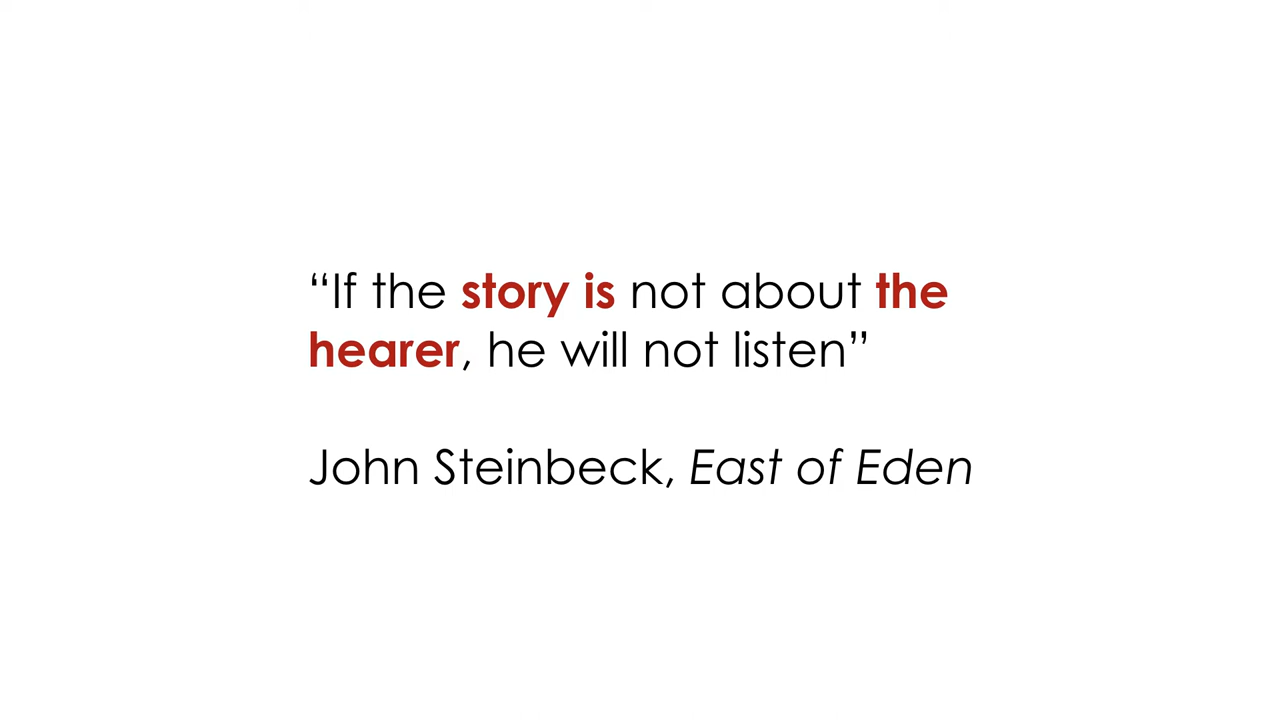 “If the story is not about the
hearer, he will not listen”
John Steinbeck, East of Eden